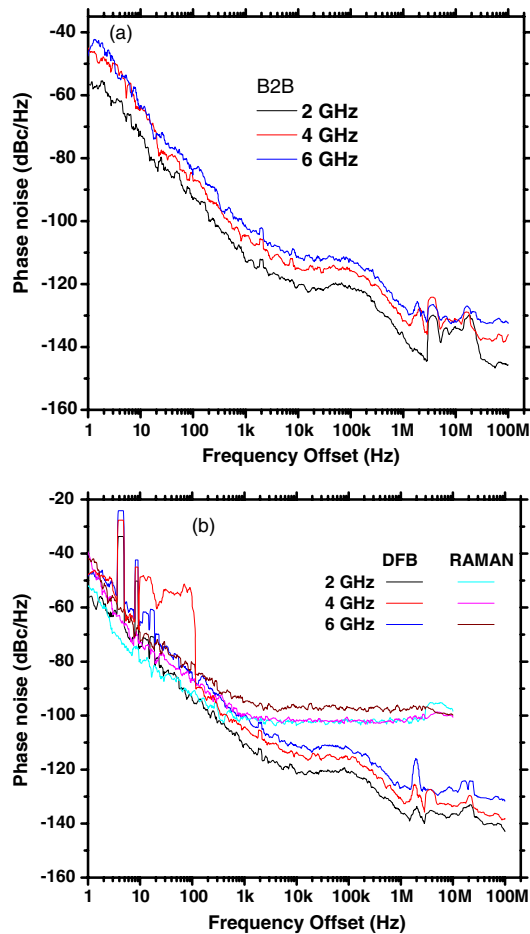 (a)
B2B
2 GHz
4 GHz
6 GHz
Phase noise (dBc/Hz)
-40
-60
-80
-100
-120
-140
-160
1 10 100 1k 10k 100k 1M 10M 100M
Frequency Offset (Hz)
(b)
DFB RAMAN
2 GHz
4 GHz
6 GHz
Phase noise (dBc/Hz)
-20
-40
-60
-80
-100
-120
-140
-160
1 10 100 1k 10k 100k 1M 10M 100M
Frequency Offset (Hz)